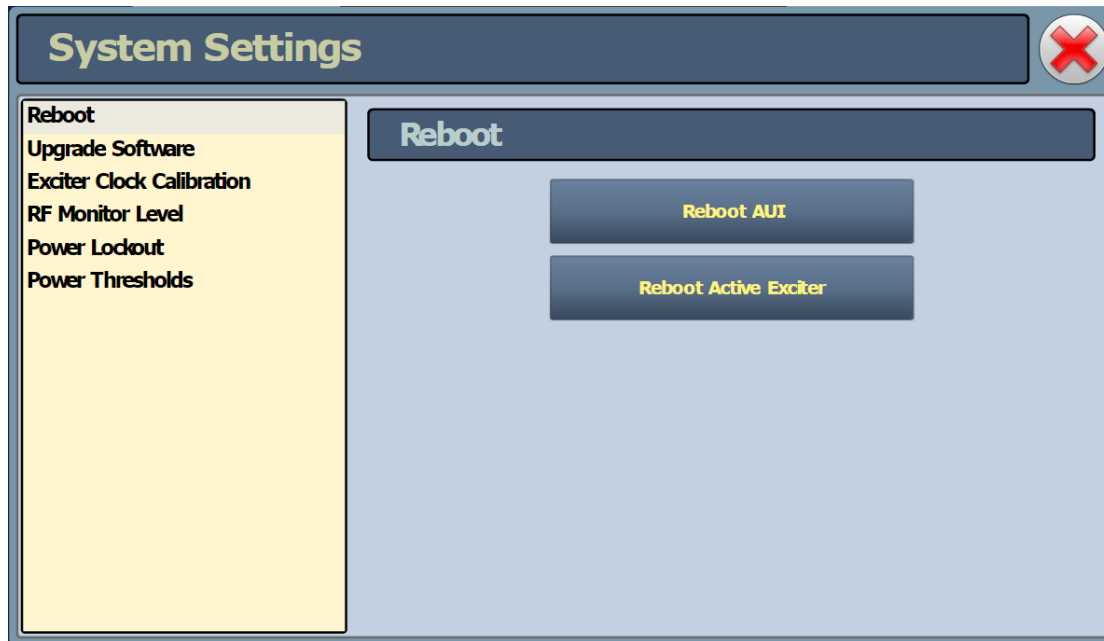 System Settings
Reboot
Upgrade Software
Exciter Clock Calibration
RF Monitor Level
Power Lockout
Power Thresholds
Reboot
Reboot AUI
Reboot Active Exciter